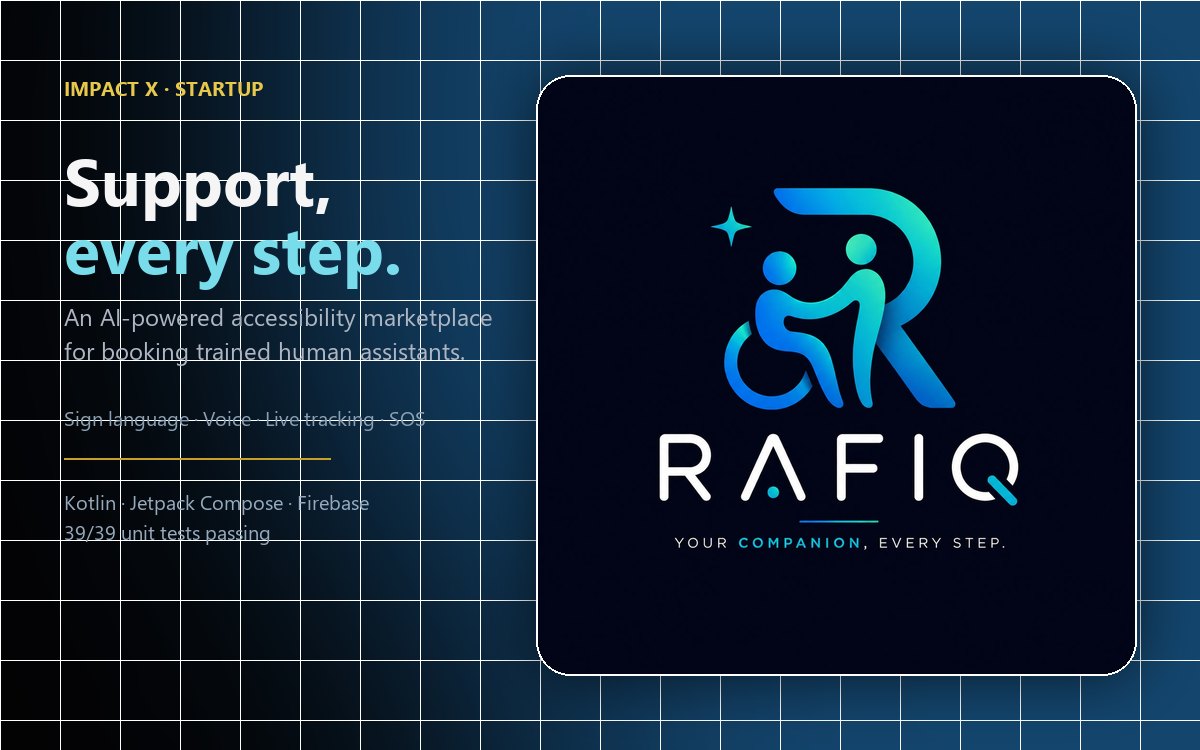 IMPACT X · STARTUP
Support,
every step.
An AI-powered accessibility marketplace
for booking trained human assistants.
Sign language · Voice · Live tracking · SOS
Kotlin · Jetpack Compose · Firebase
39/39 unit tests passing
RAFIQ
YOUR COMPANION, EVERY STEP.